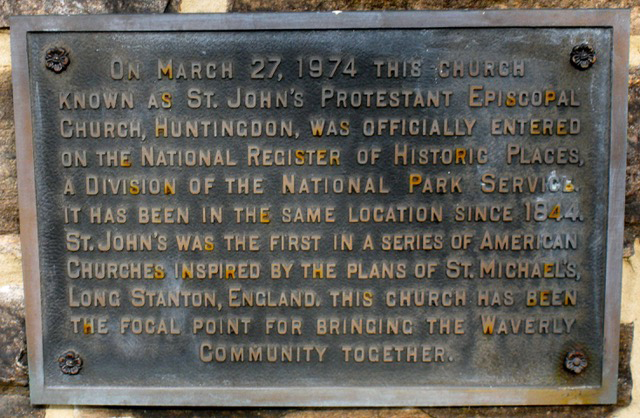 On March 27, 1974 this church
known as St. John's Protestant Episcopal
Church, Huntingdon, was officially entered
on the National Register of Historic Places,
a Division of the National Park Service.
It has been in the same location since 1844.
St. John's was the first in a series of American
Churches inspired by the plans of St. Michael's,
Long Stanton, England. This church has been
the focal point for bringing the Waverly
Community together.